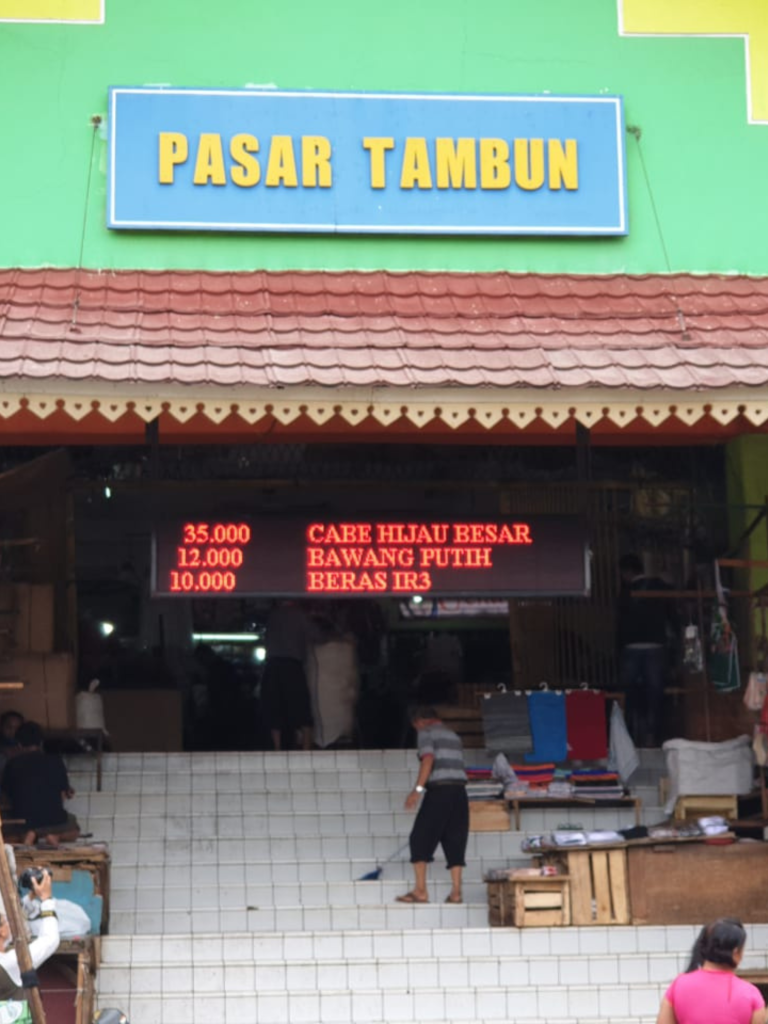 PASAR TAMBUN
35.000 CABE HIJAU BESAR
12.000 BAWANG PUTIH
10.000 BERAS IR3